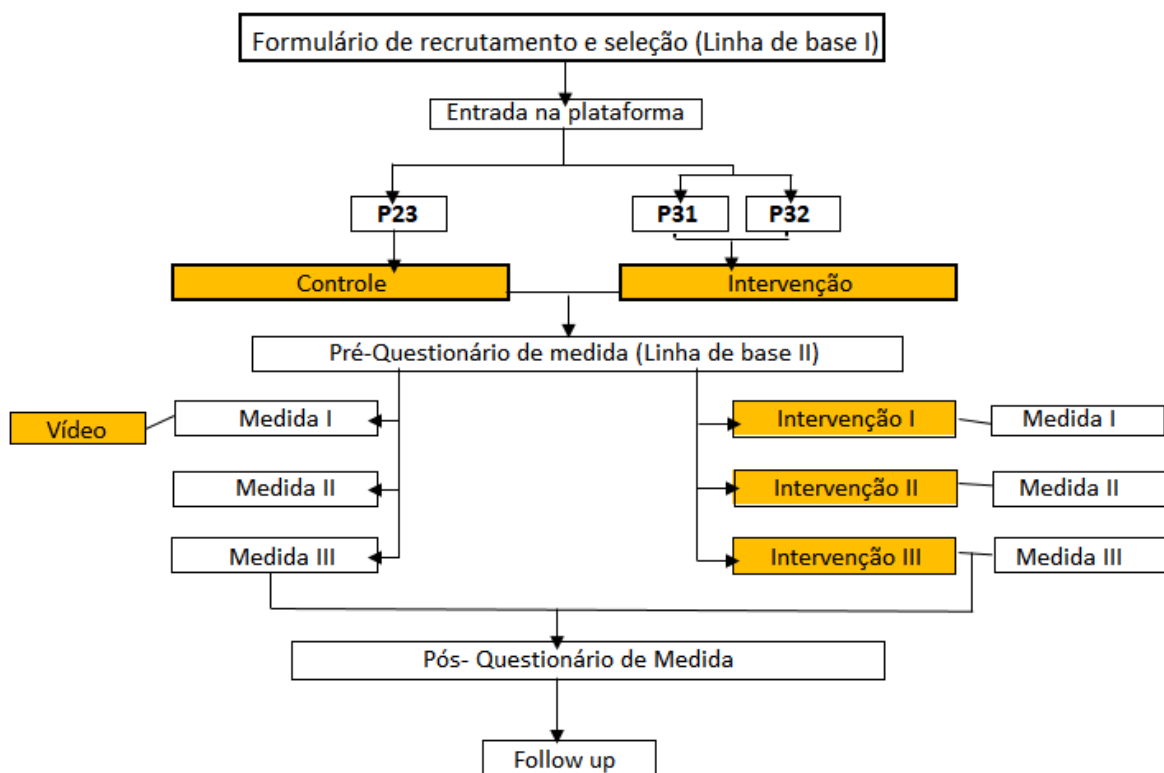 Formulário de recrutamento e seleção (Linha de base I)
Entrada na plataforma
P23
P31
P32
Controle
Intervenção
Pré-Questionário de medida (Linha de base II)
Vídeo
Medida I
Intervenção I
Medida I
Medida II
Intervenção II
Medida II
Medida III
Intervenção III
Medida III
Pós- Questionário de Medida
Follow up